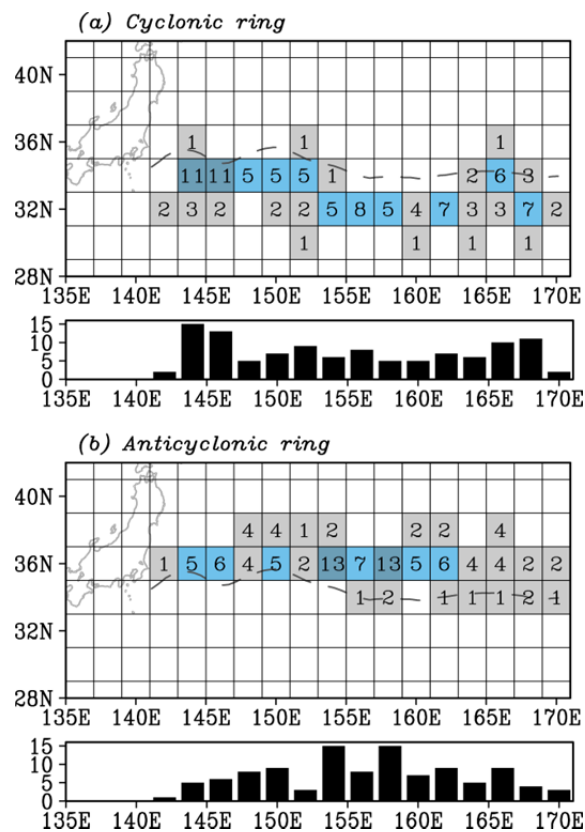 (a) Cyclonic ring
40N
36N 1 1 1
11 11 5 5 5 1 2 6 3
32N 2 3 2 2 2 5 8 5 4 7 3 3 7 2
1 1 1 1
28N
135E 140E 145E 150E 155E 160E 165E 170E
15
10
5
0
135E 140E 145E 150E 155E 160E 165E 170E
(b) Anticyclonic ring
40N
4 4 1 2 2 2 4
36N 1 5 6 4 5 2 13 7 13 5 6 4 4 2 2
1 2 1 1 1 2 1
32N
28N
135E 140E 145E 150E 155E 160E 165E 170E
15
10
5
0
135E 140E 145E 150E 155E 160E 165E 170E